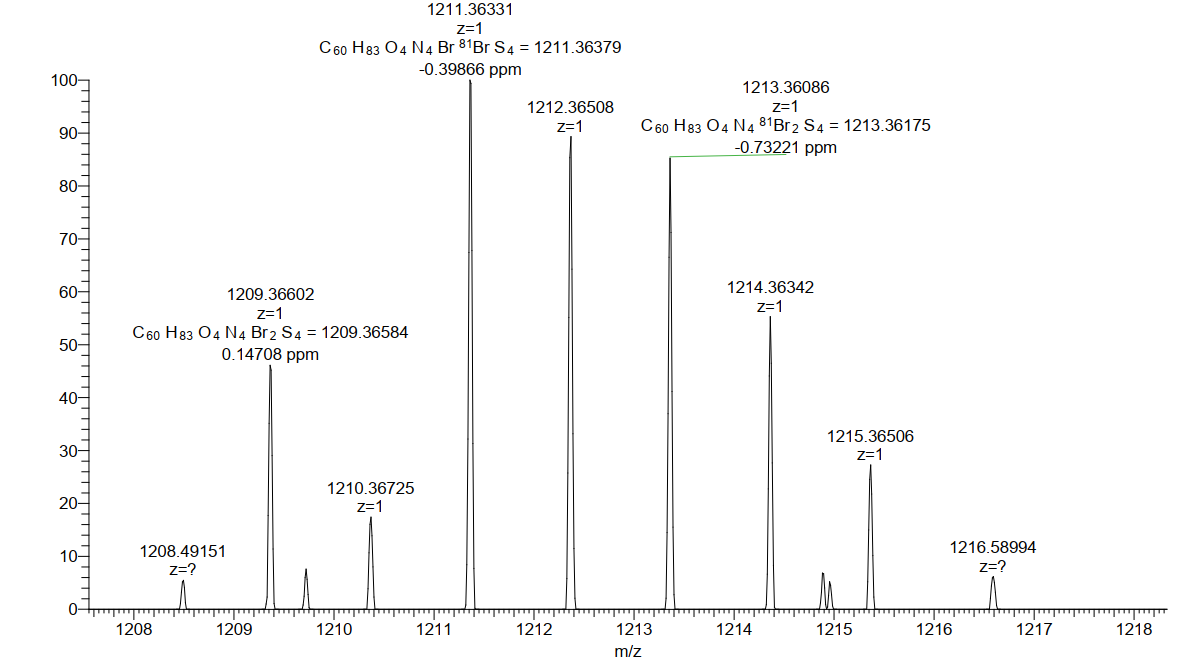 1211.36331
z=1
C60 H83 O4 N4 Br 81Br S4 = 1211.36379
-0.39866 ppm
1212.36508
z=1
1213.36086
z=1
C60 H83 O4 N4 81Br2 S4 = 1213.36175
-0.73221 ppm
1209.36602
z=1
C60 H83 O4 N4 Br2 S4 = 1209.36584
0.14708 ppm
1214.36342
z=1
1215.36506
z=1
1210.36725
z=1
1208.49151
z=?
1216.58994
z=?
100
90
80
70
60
50
40
30
20
10
0
1208 1209 1210 1211 1212 1213 1214 1215 1216 1217 1218
m/z